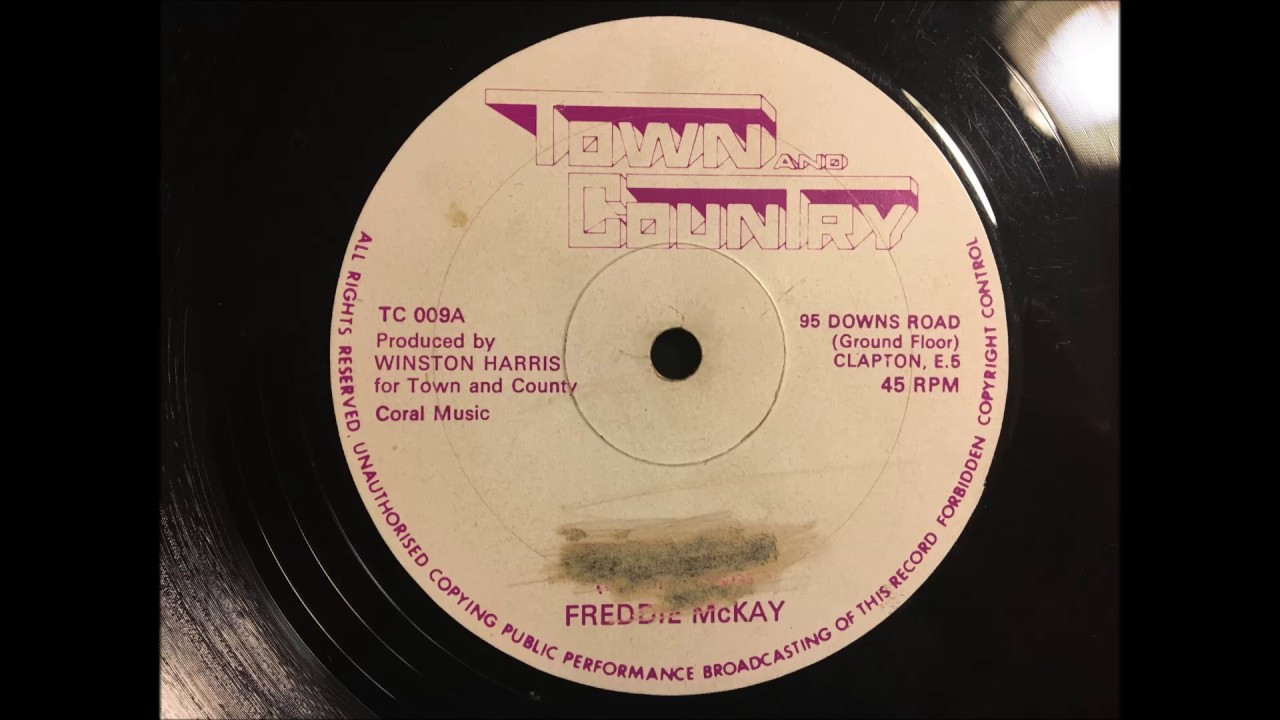 TOWN AND
COUNTRY
TC 009A
Produced by
WINSTON HARRIS
for Town and County
Coral Music
95 DOWNS ROAD
(Ground Floor)
CLAPTON, E.5
45 RPM
FREDDIE McKAY
ALL RIGHTS RESERVED. UNAUTHORISED COPYING PUBLIC PERFORMANCE BROADCASTING OF THIS RECORD FORBIDDEN COPYRIGHT CONTROL